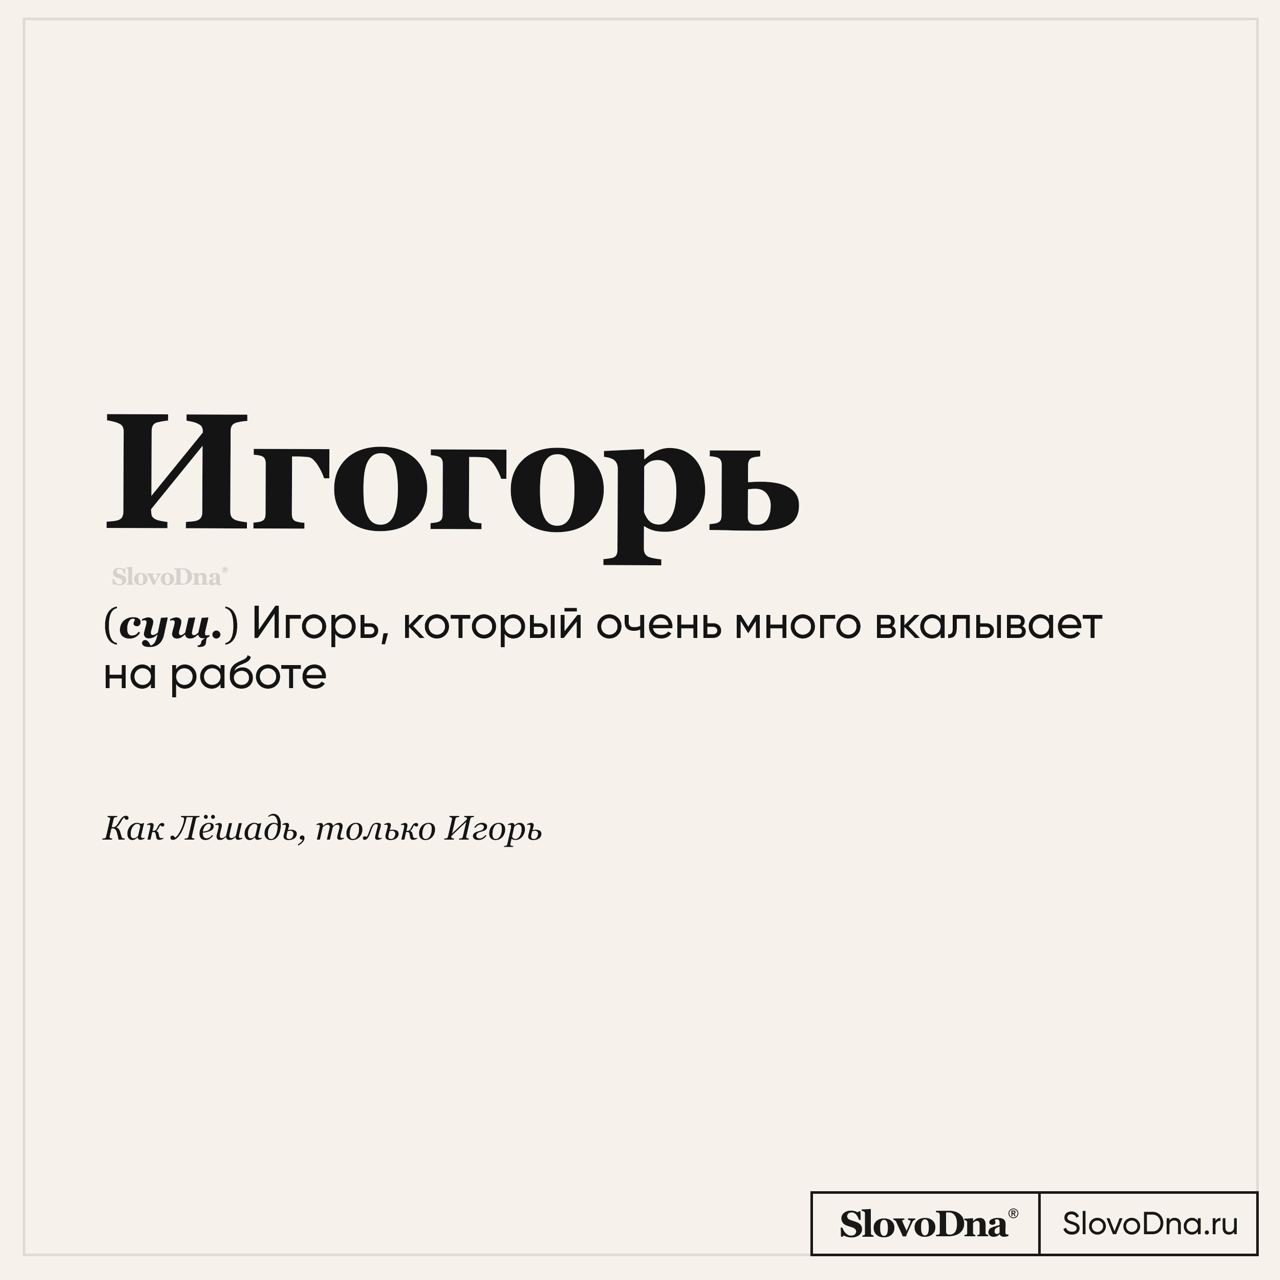 Игогорь
SlovoDna®
(сущ.) Игорь, который очень много вкалывает
на работе
Как Лёшадь, только Игорь
SlovoDna® SlovoDna.ru